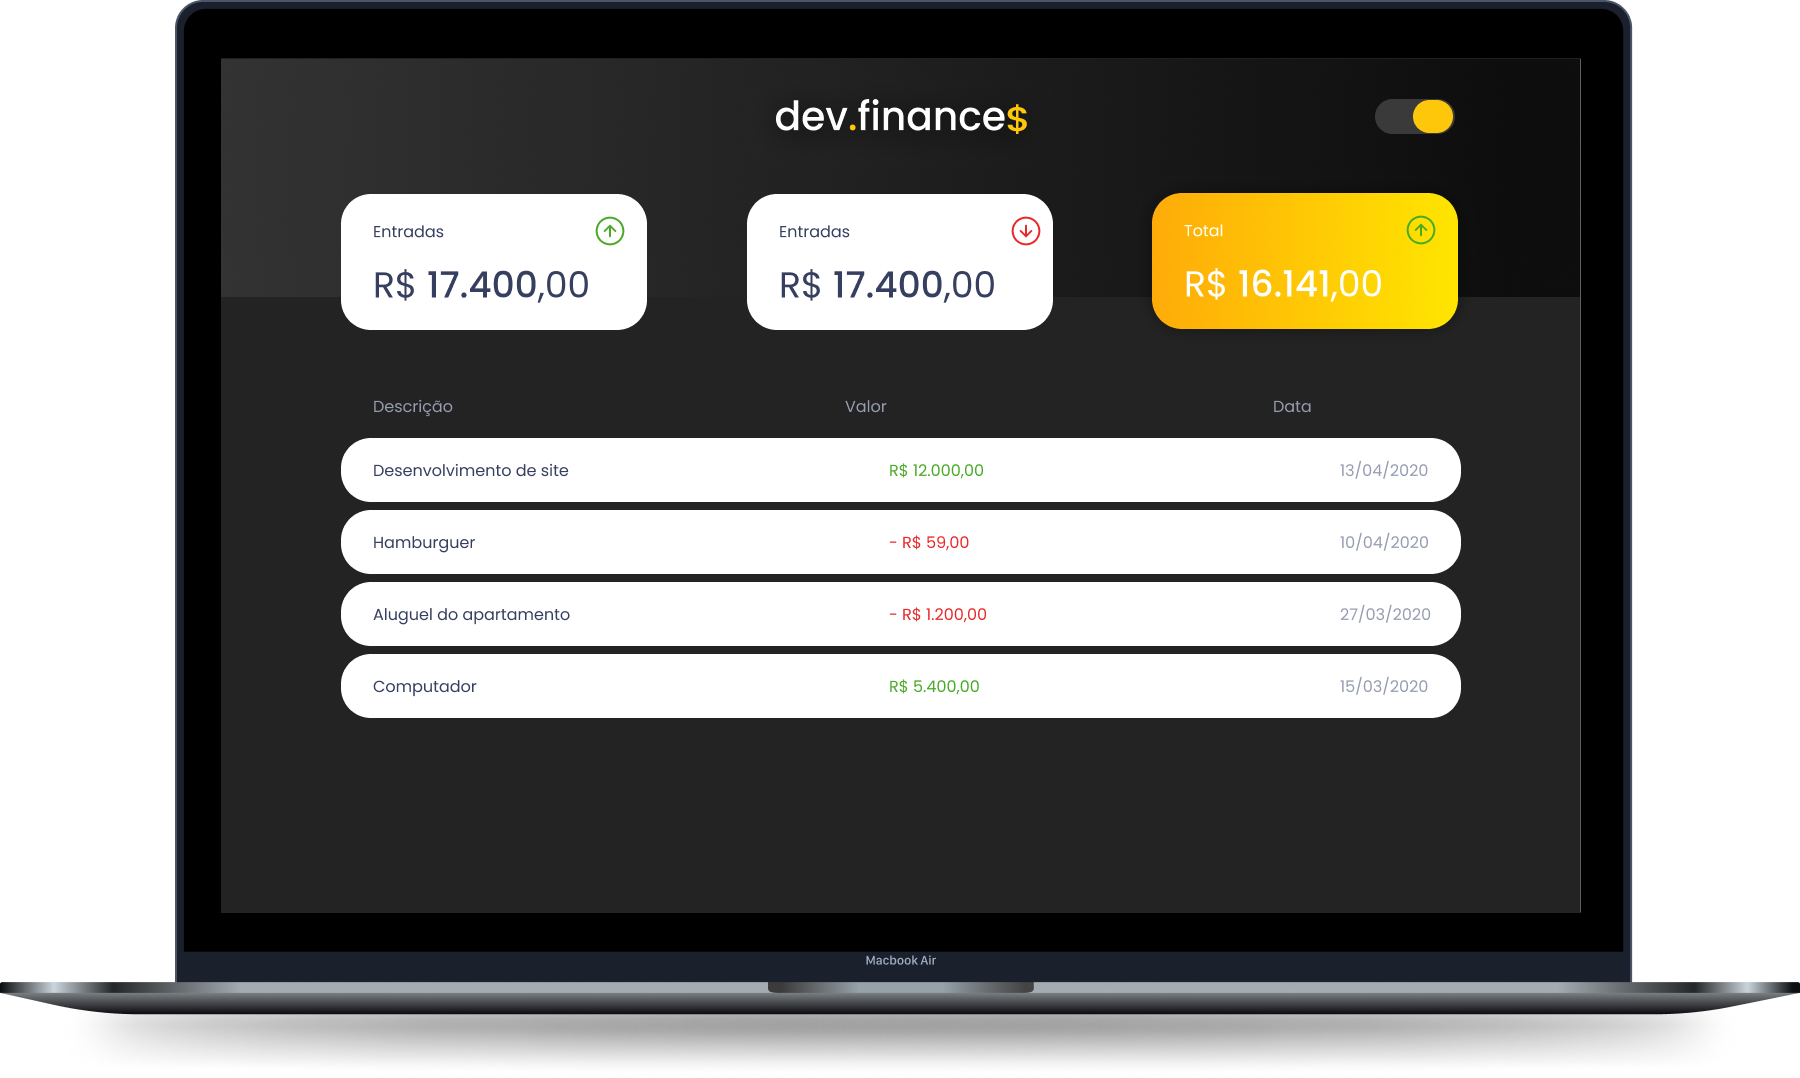 dev.finance$
Entradas
R$ 17.400,00
Entradas
R$ 17.400,00
Total
R$ 16.141,00
Descrição Valor Data
Desenvolvimento de site R$ 12.000,00 13/04/2020
Hamburguer - R$ 59,00 10/04/2020
Aluguel do apartamento - R$ 1.200,00 27/03/2020
Computador R$ 5.400,00 15/03/2020
Macbook Air